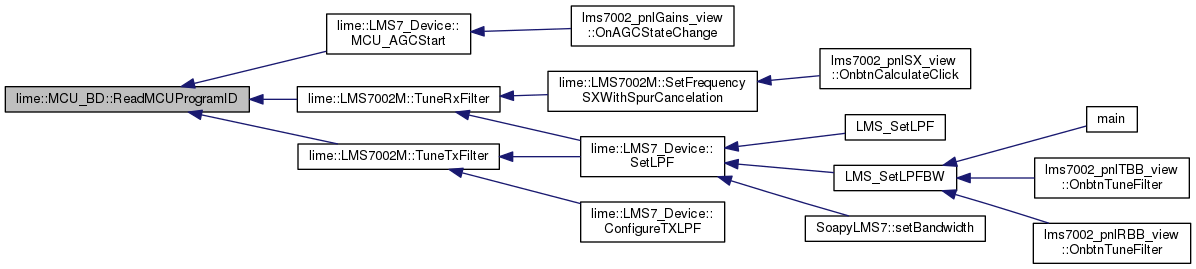 lime::MCU_BD::ReadMCUProgramID
lime::LMS7_Device::
MCU_AGCStart
lms7002_pnlGains_view
::OnAGCStateChange
lime::LMS7002M::TuneRxFilter
lime::LMS7002M::SetFrequency
SXWithSpurCancelation
lms7002_pnlSX_view
::OnbtnCalculateClick
lime::LMS7002M::TuneTxFilter
lime::LMS7_Device::
SetLPF
LMS_SetLPF
LMS_SetLPFBW
main
lms7002_pnlTBB_view
::OnbtnTuneFilter
lms7002_pnlRBB_view
::OnbtnTuneFilter
SoapyLMS7::setBandwidth
lime::LMS7_Device::
ConfigureTXLPF